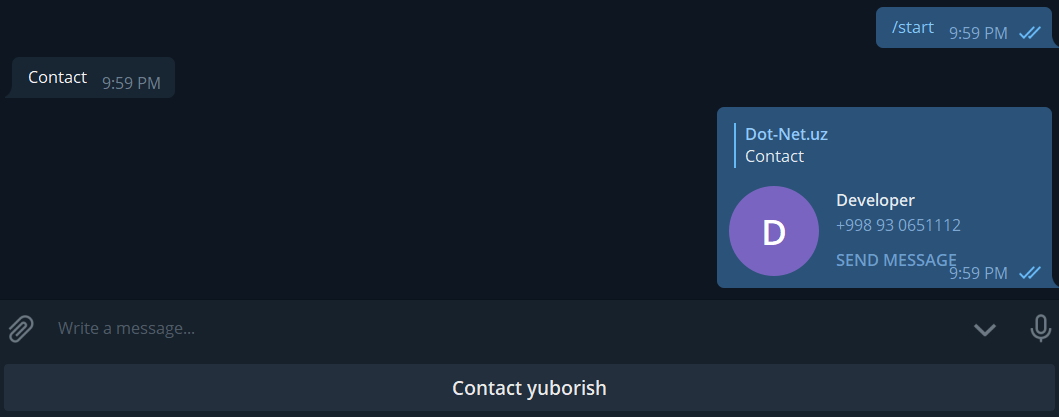 /start 9:59 PM
Contact 9:59 PM
Dot-Net.uz
Contact
D
Developer
+998 93 0651112
SEND MESSAGE
9:59 PM
Write a message...
Contact yuborish